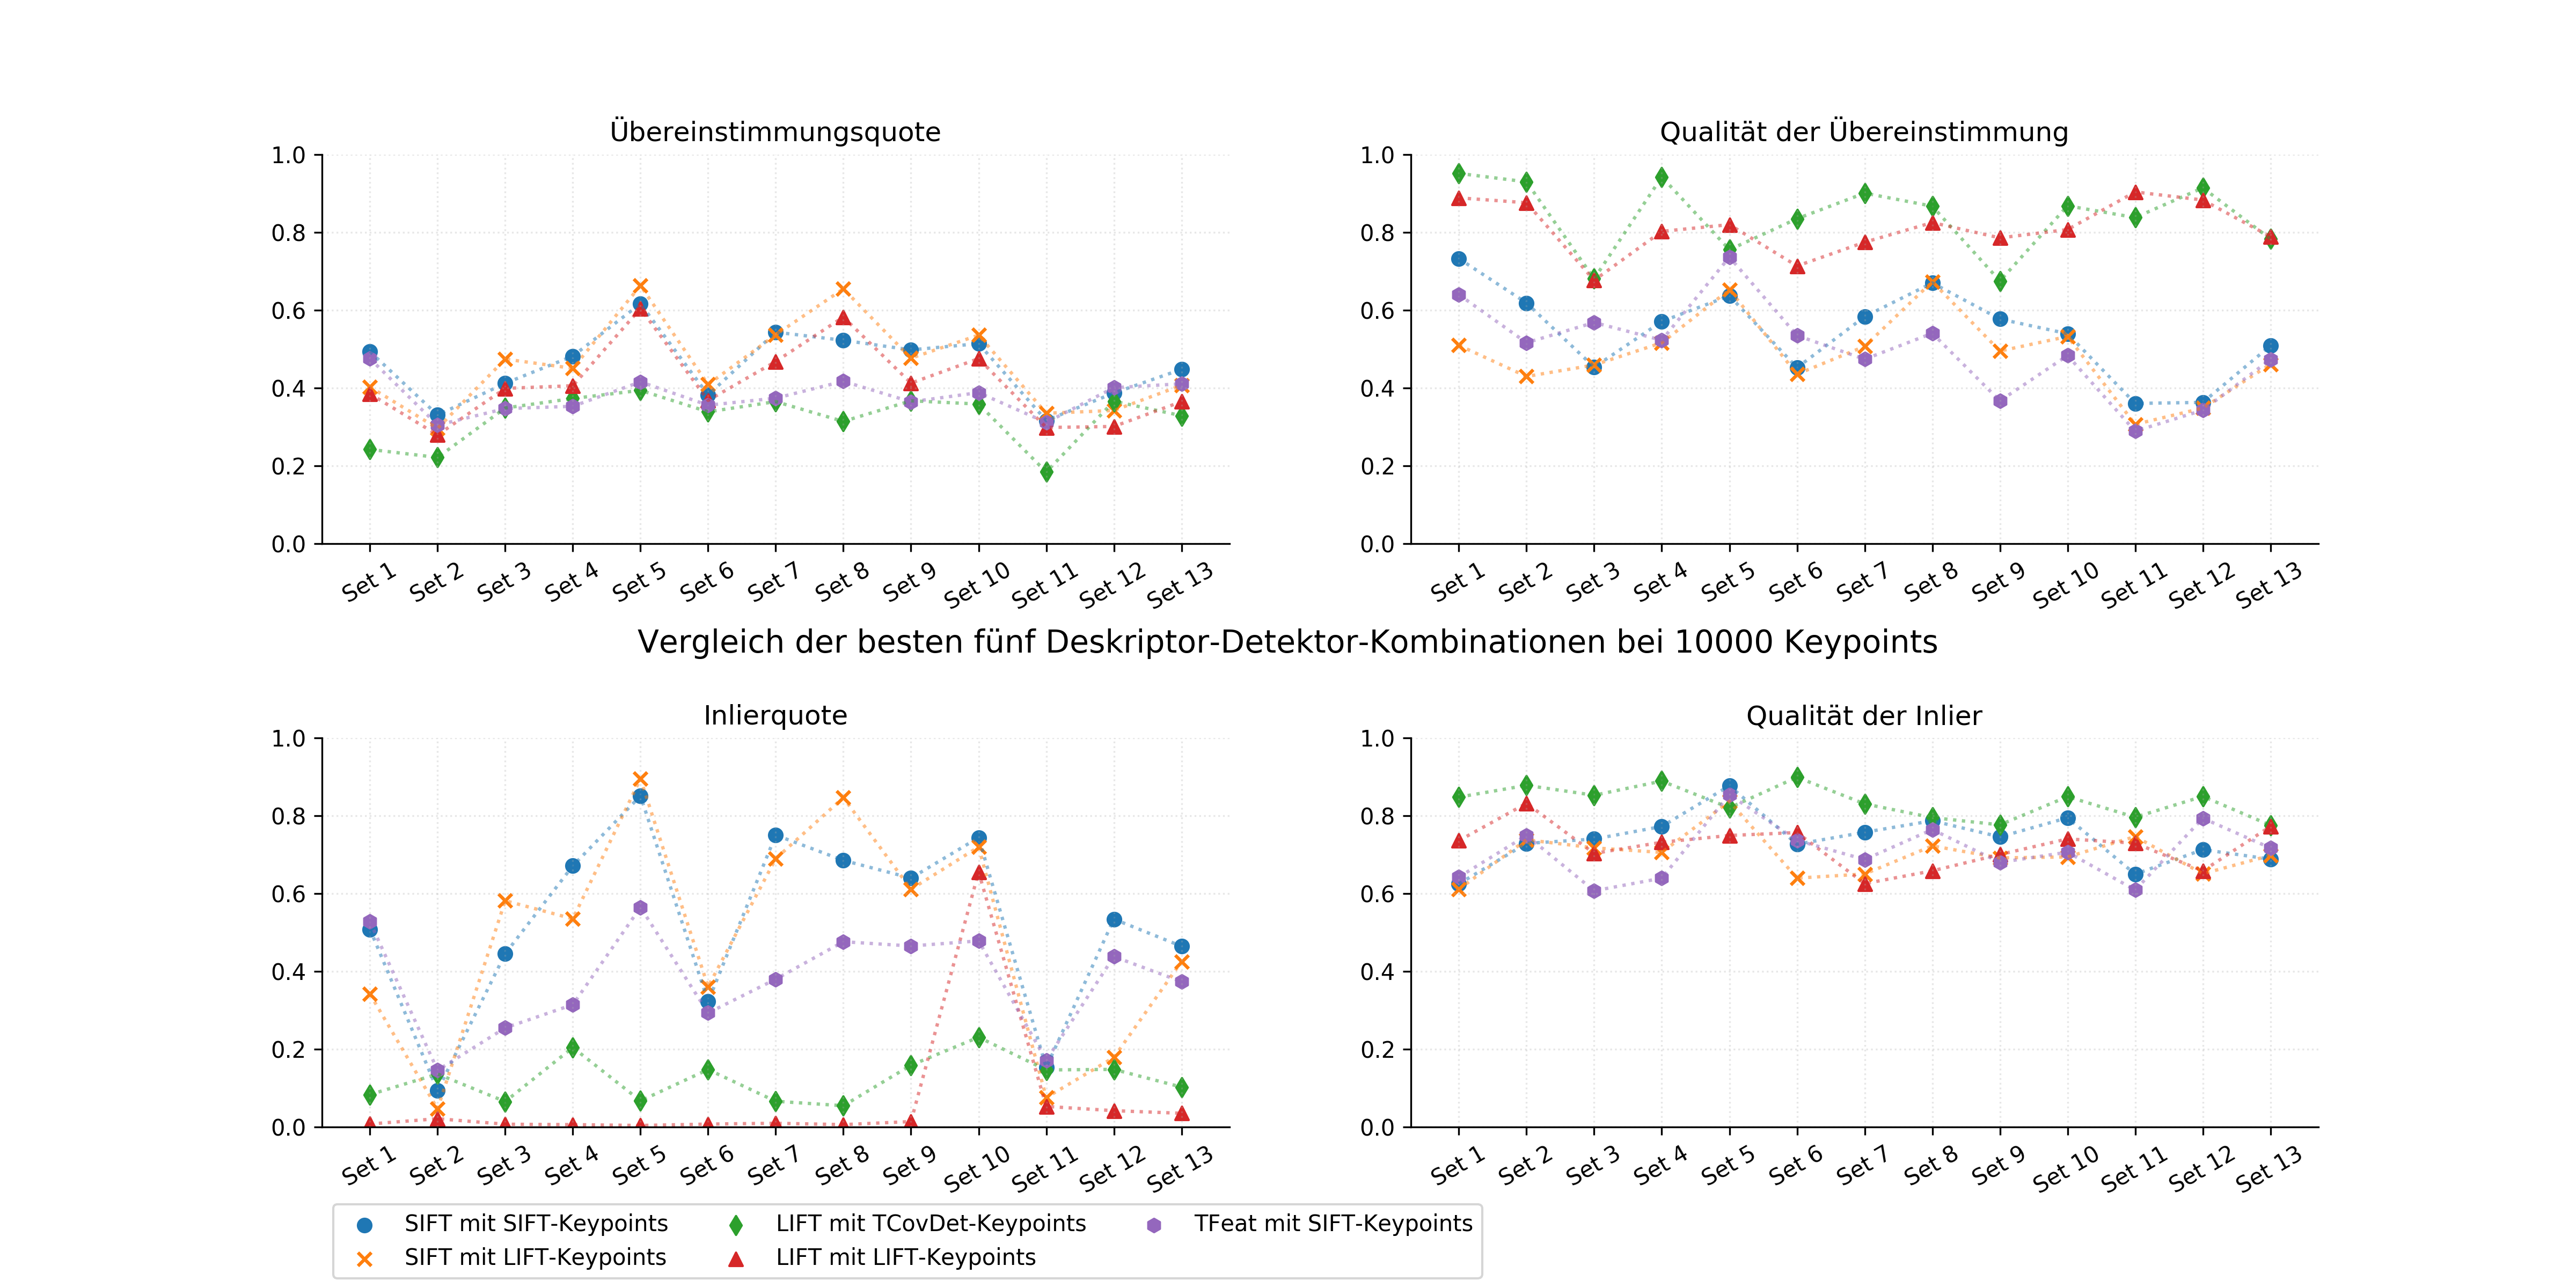 Übereinstimmungsquote
1.0
0.8
0.6
0.4
0.2
0.0
Set 1 Set 2 Set 3 Set 4 Set 5 Set 6 Set 7 Set 8 Set 9 Set 10 Set 11 Set 12 Set 13
Qualität der Übereinstimmung
1.0
0.8
0.6
0.4
0.2
0.0
Set 1 Set 2 Set 3 Set 4 Set 5 Set 6 Set 7 Set 8 Set 9 Set 10 Set 11 Set 12 Set 13
Vergleich der besten fünf Deskriptor-Detektor-Kombinationen bei 10000 Keypoints
Inlierquote
1.0
0.8
0.6
0.4
0.2
0.0
Set 1 Set 2 Set 3 Set 4 Set 5 Set 6 Set 7 Set 8 Set 9 Set 10 Set 11 Set 12 Set 13
Qualität der Inlier
1.0
0.8
0.6
0.4
0.2
0.0
Set 1 Set 2 Set 3 Set 4 Set 5 Set 6 Set 7 Set 8 Set 9 Set 10 Set 11 Set 12 Set 13
SIFT mit SIFT-Keypoints
SIFT mit LIFT-Keypoints
LIFT mit TCovDet-Keypoints
LIFT mit LIFT-Keypoints
TFeat mit SIFT-Keypoints